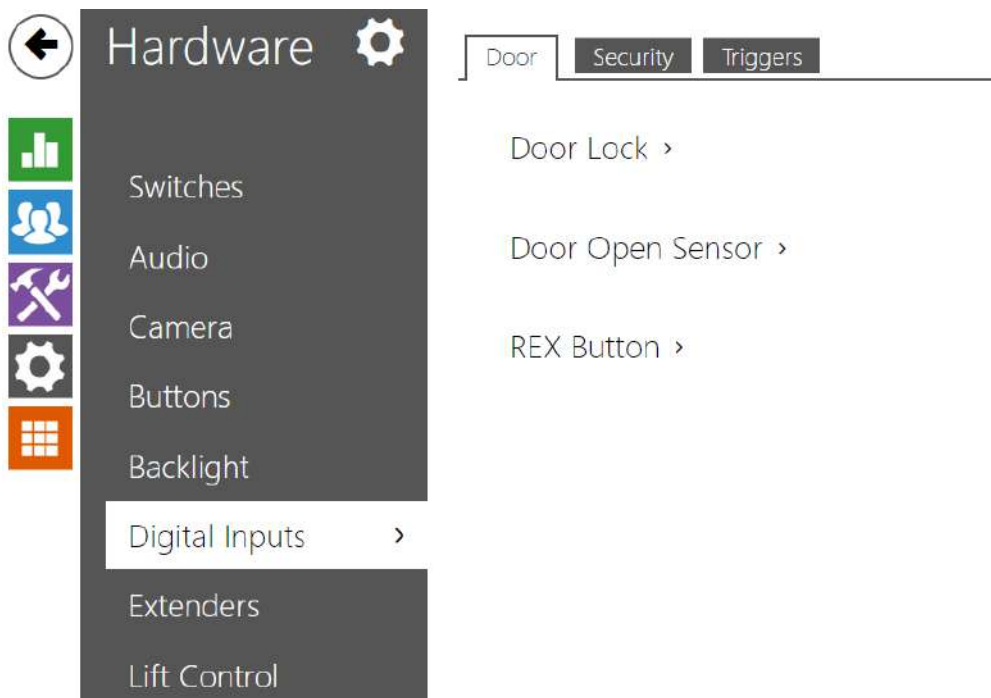 Hardware
Switches
Audio
Camera
Buttons
Backlight
Digital Inputs ›
Extenders
Lift Control
Door Security Triggers
Door Lock ›
Door Open Sensor ›
REX Button ›